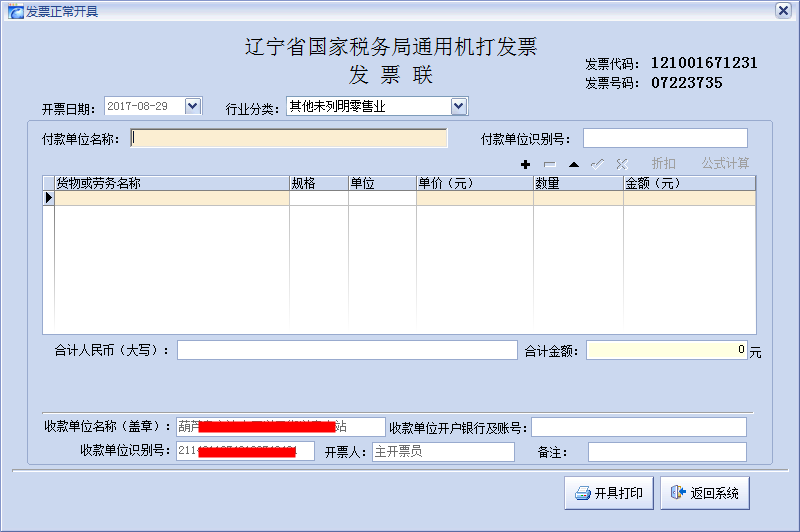 发票正常开具
辽宁省国家税务局通用机打发票
发 票 联
发票代码： 121001671231
发票号码： 07223735
开票日期： 2017-08-29 行业分类： 其他未列明零售业
付款单位名称： 付款单位识别号：
折扣 公式计算
货物或劳务名称 规格 单位 单价（元） 数量 金额（元）
合计人民币（大写）： 合计金额： 0 元
收款单位名称（盖章）： 葫 站 收款单位开户银行及账号：
收款单位识别号： 211 开票人： 主开票员 备注：
开具打印 返回系统